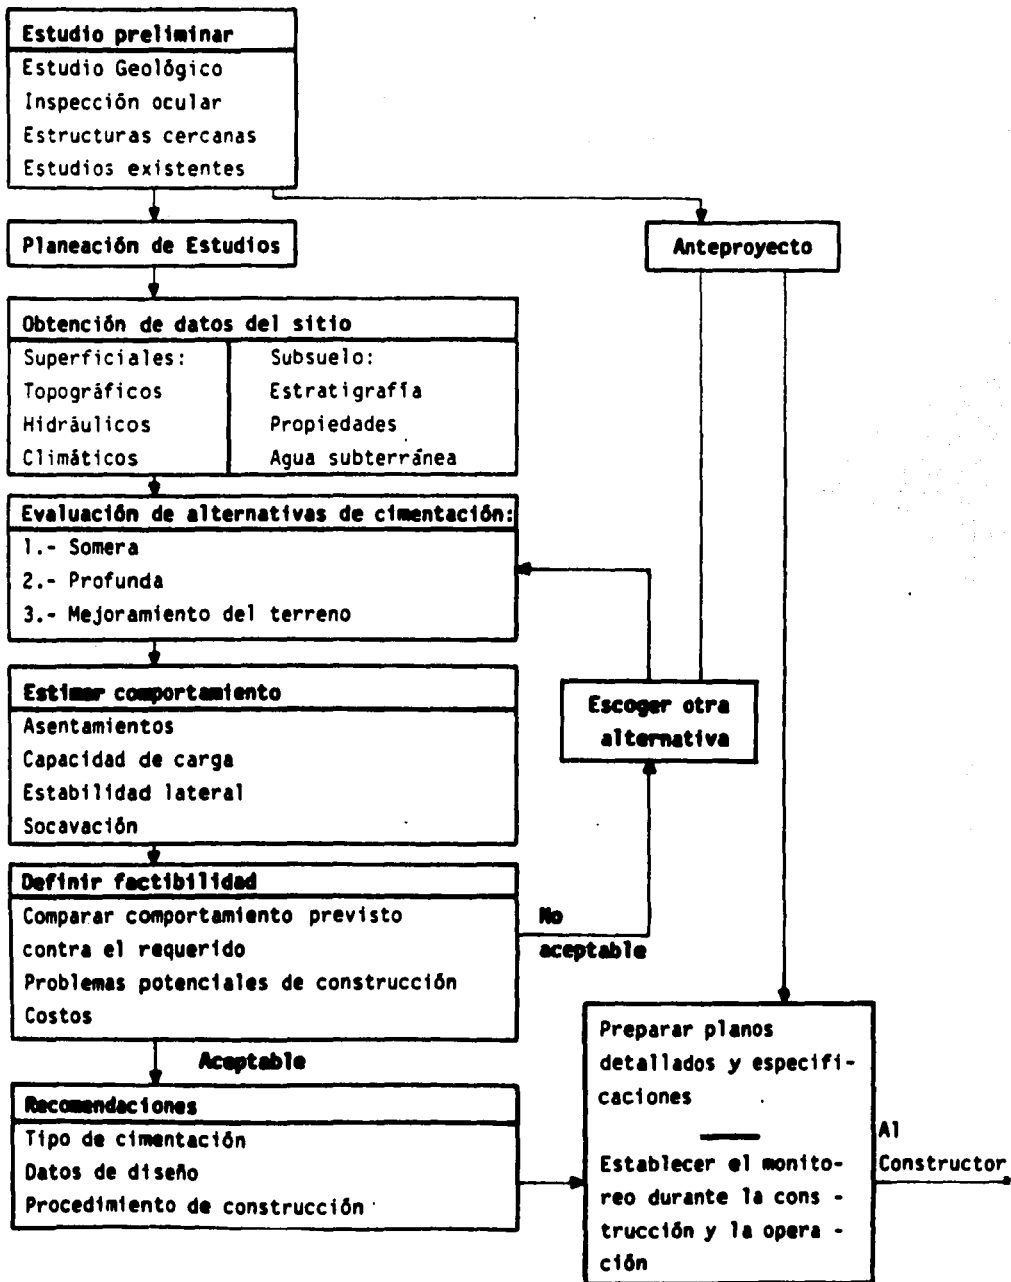 Estudio preliminar
Estudio Geológico
Inspección ocular
Estructuras cercanas
Estudios existentes
Planeación de Estudios
Anteproyecto
Obtención de datos del sitio
Superficiales:
Topográficos
Hidráulicos
Climáticos
Subsuelo:
Estratigrafía
Propiedades
Agua subterránea
Evaluación de alternativas de cimentación:
1.- Somera
2.- Profunda
3.- Mejoramiento del terreno
Estimar comportamiento
Asentamientos
Capacidad de carga
Estabilidad lateral
Socavación
Escoger otra
alternativa
Definir factibilidad
Comparar comportamiento previsto
contra el requerido
Problemas potenciales de construcción
Costos
No
aceptable
Aceptable
Recomendaciones
Tipo de cimentación
Datos de diseño
Procedimiento de construcción
Preparar planos
detallados y especifi-
caciones
Establecer el monito-
reo durante la cons -
trucción y la opera -
ción
Al
Constructor